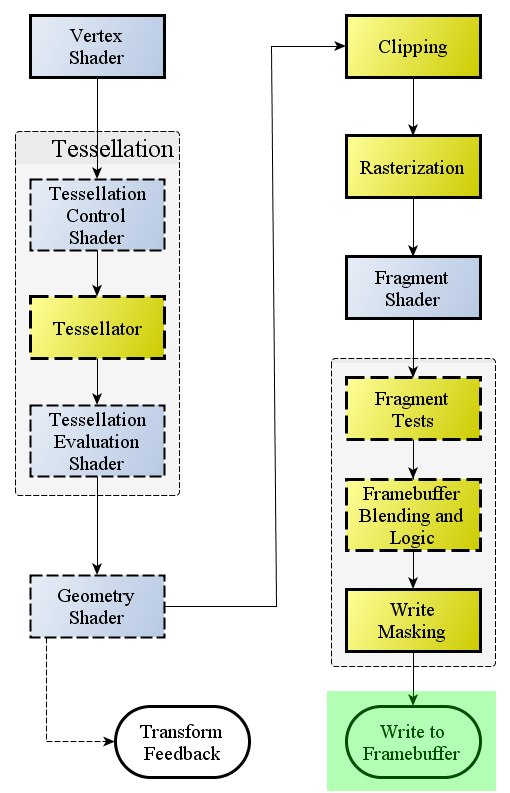 Vertex
Shader
Tessellation
Tessellation
Control
Shader
Tessellator
Tessellation
Evaluation
Shader
Geometry
Shader
Transform
Feedback
Clipping
Rasterization
Fragment
Shader
Fragment
Tests
Framebuffer
Blending and
Logic
Write
Masking
Write to
Framebuffer